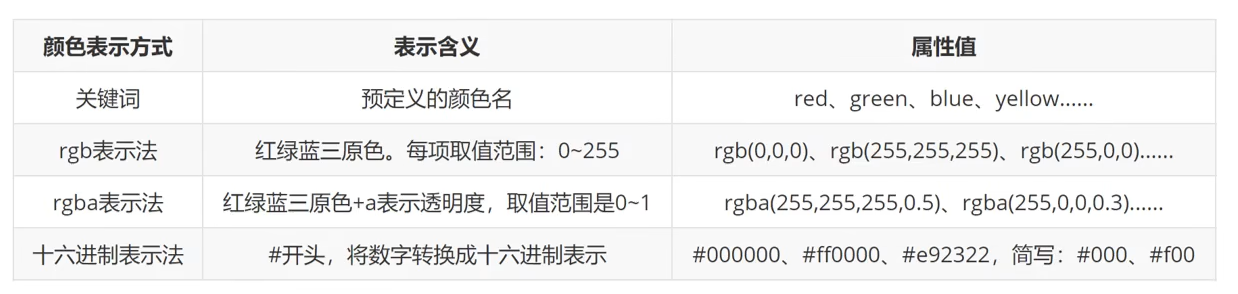 颜色表示方式 表示含义 属性值
关键词 预定义的颜色名 red、green、blue、yellow......
rgb表示法 红绿蓝三原色。每项取值范围：0~255 rgb(0,0,0)、rgb(255,255,255)、rgb(255,0,0)......
rgba表示法 红绿蓝三原色+a表示透明度，取值范围是0~1 rgba(255,255,255,0.5)、rgba(255,0,0,0.3)......
十六进制表示法 #开头，将数字转换成十六进制表示 #000000、#ff0000、#e92322，简写：#000、#f00